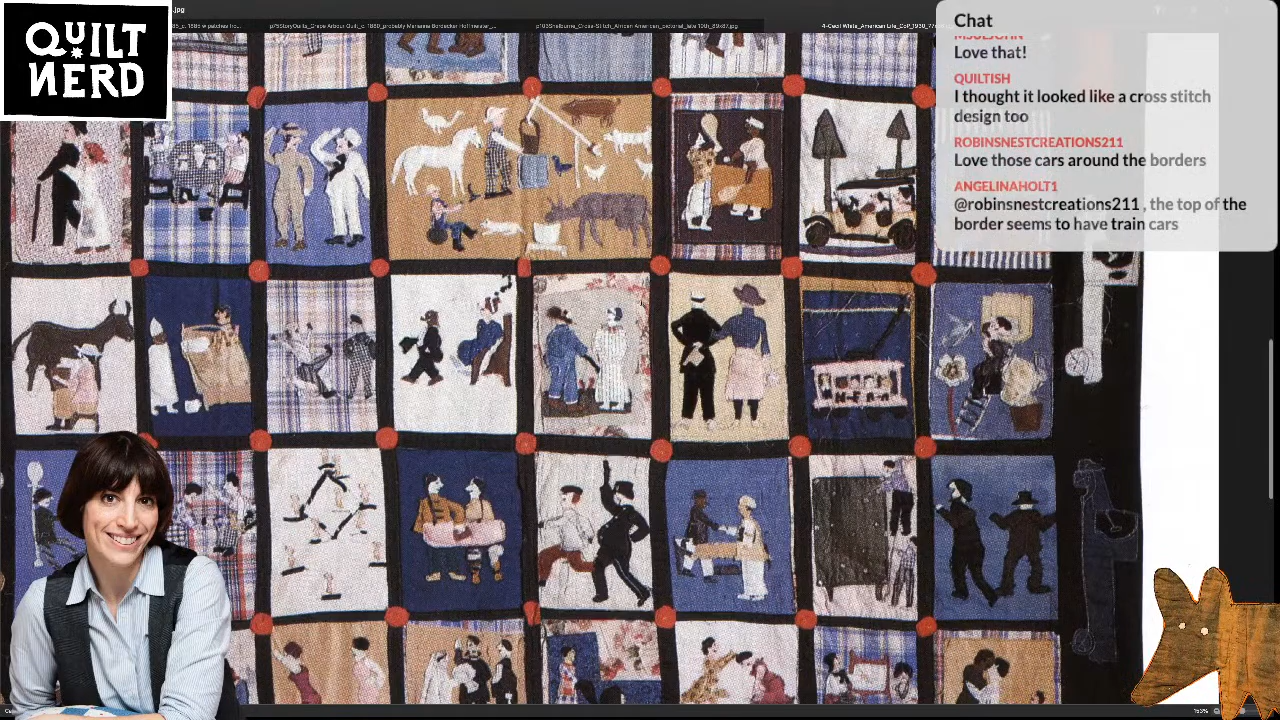 .jpg
QUILT
NERD
Chat
Love that!
QUILTISH
I thought it looked like a cross stitch
design too
ROBINSNESTCREATIONS211
Love those cars around the borders
ANGELINAHOLT1
@robinsnestcreations211 , the top of the
border seems to have train cars